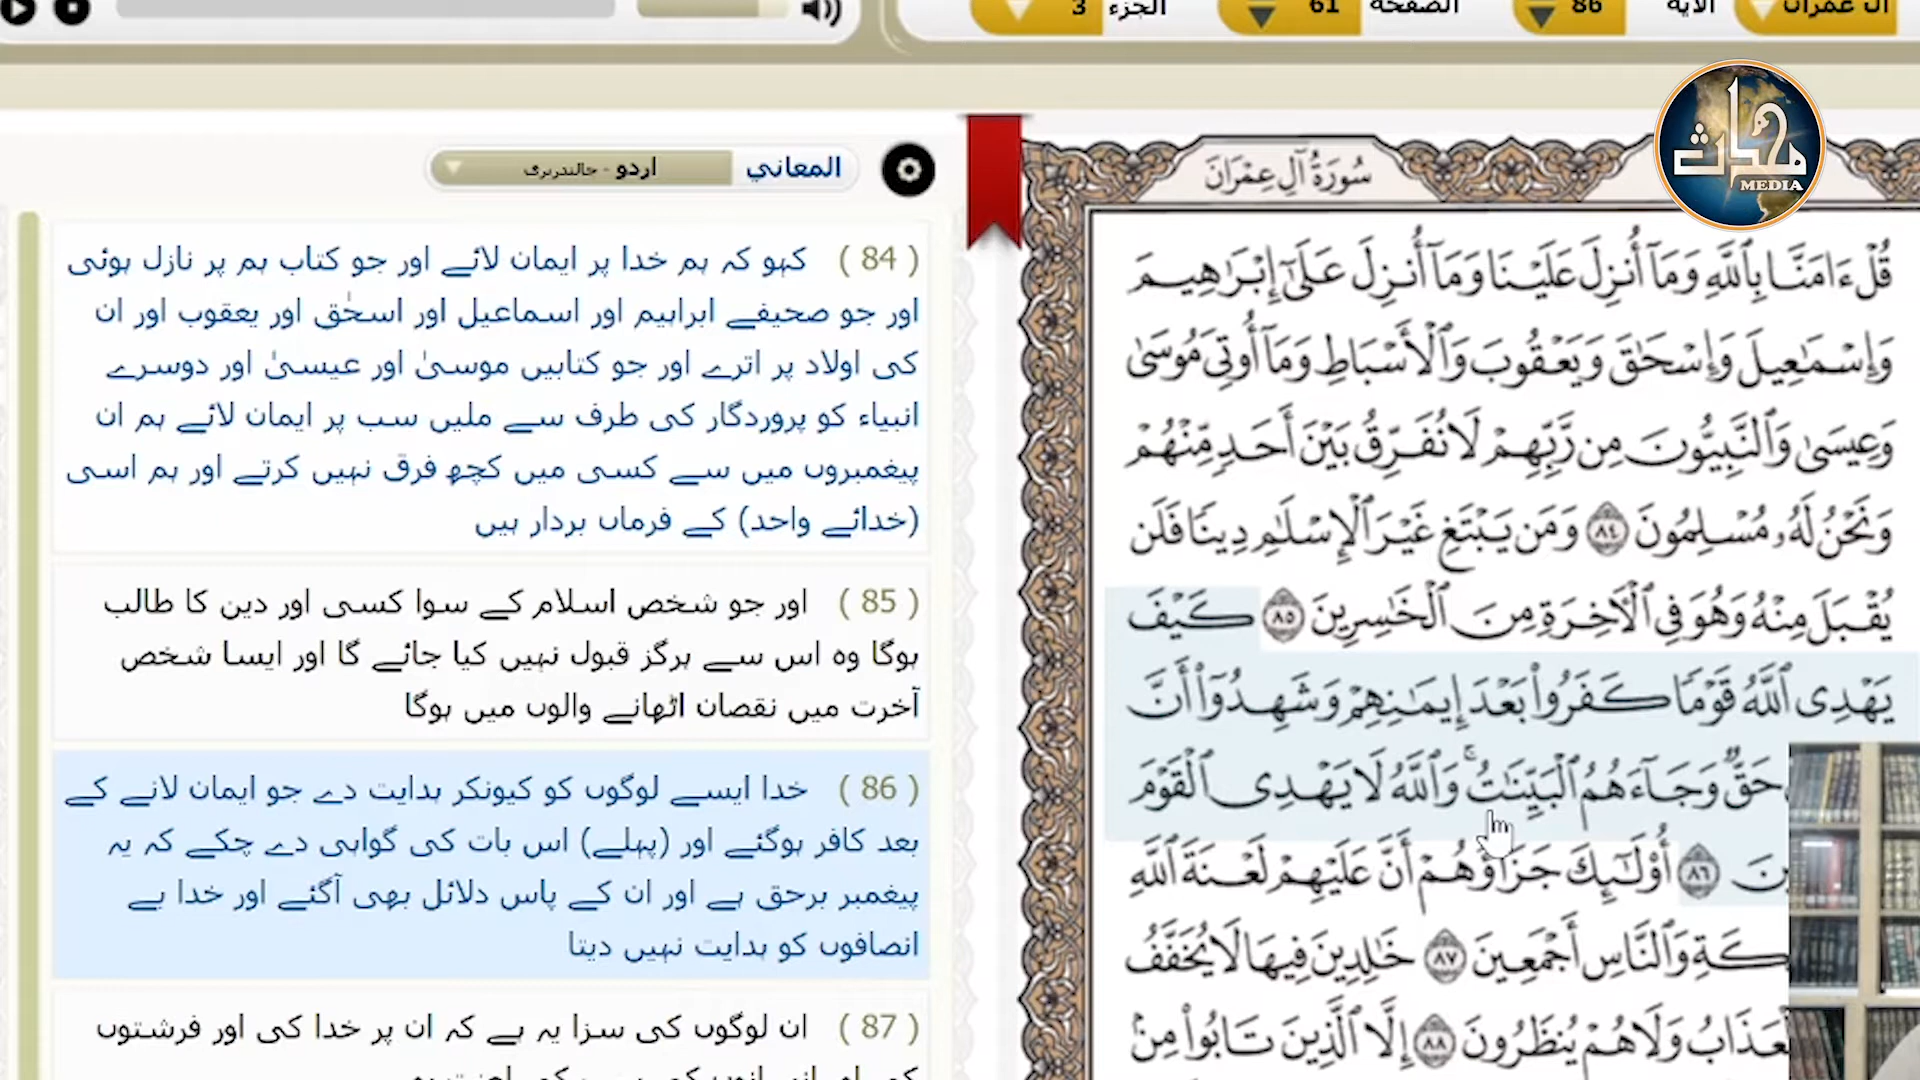 آل عمران
الآية
86
الصفحة
61
الجزء
3
MEDIA
المعاني
اردو - جالندربرى
( 84 ) کہو کہ ہم خدا پر ایمان لائے اور جو کتاب ہم پر نازل ہوئی
اور جو صحیفے ابراہیم اور اسماعیل اور اسحٰق اور یعقوب اور ان
کی اولاد پر اترے اور جو کتابیں موسیٰ اور عیسیٰ اور دوسرے
انبیاء کو پروردگار کی طرف سے ملیں سب پر ایمان لائے ہم ان
پیغمبروں میں سے کسی میں کچھ فرق نہیں کرتے اور ہم اسی
(خدائے واحد) کے فرماں بردار ہیں
( 85 ) اور جو شخص اسلام کے سوا کسی اور دین کا طالب
ہوگا وہ اس سے ہرگز قبول نہیں کیا جائے گا اور ایسا شخص
آخرت میں نقصان اٹھانے والوں میں ہوگا
( 86 ) خدا ایسے لوگوں کو کیونکر ہدایت دے جو ایمان لانے کے
بعد کافر ہوگئے اور (پہلے) اس بات کی گواہی دے چکے کہ یہ
پیغمبر برحق ہے اور ان کے پاس دلائل بھی آگئے اور خدا بے
انصافوں کو ہدایت نہیں دیتا
( 87 ) ان لوگوں کی سزا یہ ہے کہ ان پر خدا کی اور فرشتوں
سُورَةُ آلِ عِمْرَانَ
قُلْ ءَامَنَّا بِٱللَّهِ وَمَآ أُنزِلَ عَلَيْنَا وَمَآ أُنزِلَ عَلَىٰٓ إِبْرَٰهِيمَ
وَإِسْمَٰعِيلَ وَإِسْحَٰقَ وَيَعْقُوبَ وَٱلْأَسْبَاطِ وَمَآ أُوتِيَ مُوسَىٰ
وَعِيسَىٰ وَٱلنَّبِيُّونَ مِن رَّبِّهِمْ لَا نُفَرِّقُ بَيْنَ أَحَدٍ مِّنْهُمْ
وَنَحْنُ لَهُۥ مُسْلِمُونَ ٨٤ وَمَن يَبْتَغِ غَيْرَ ٱلْإِسْلَٰمِ دِينًا فَلَن
يُقْبَلَ مِنْهُ وَهُوَ فِي ٱلْأَخِرَةِ مِنَ ٱلْخَٰسِرِينَ ٨٥ كَيْفَ
يَهْدِي ٱللَّهُ قَوْمًا كَفَرُوا۟ بَعْدَ إِيمَٰنِهِمْ وَشَهِدُوٓا۟ أَنَّ
حَقٌّ وَجَآءَهُمُ ٱلْبَيِّنَٰتُ ۚ وَٱللَّهُ لَا يَهْدِي ٱلْقَوْمَ
٨٦ أُو۟لَٰٓئِكَ جَزَآؤُهُمْ أَنَّ عَلَيْهِمْ لَعْنَةَ ٱللَّهِ
وَٱلنَّاسِ أَجْمَعِينَ ٨٧ خَٰلِدِينَ فِيهَا لَا يُخَفَّفُ
وَلَا هُمْ يُنظَرُونَ ٨٨ إِلَّا ٱلَّذِينَ تَابُوا۟ مِنۢ